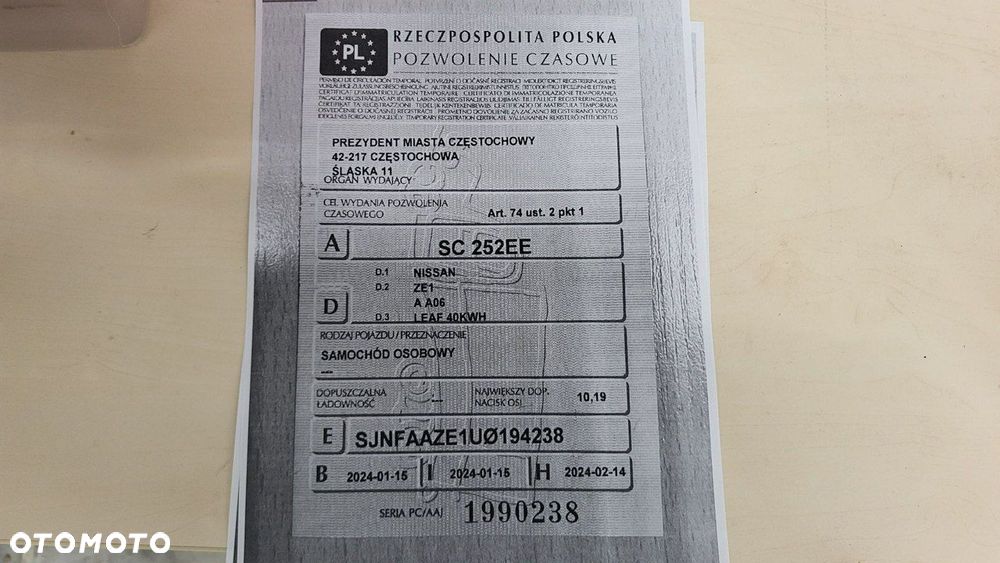 PL
RZECZPOSPOLITA POLSKA
POZWOLENIE CZASOWE
PREZYDENT MIASTA CZĘSTOCHOWY
42-217 CZĘSTOCHOWA
ŚLĄSKA 11
ORGAN WYDAJĄCY
CEL WYDANIA POZWOLENIA
CZASOWEGO Art. 74 ust. 2 pkt 1
A SC 252EE
D.1 NISSAN
D.2 ZE1
D A A06
D.3 LEAF 40KWH
RODZAJ POJAZDU/PRZEZNACZENIE
SAMOCHÓD OSOBOWY
---
DOPUSZCZALNA ŁADOWNOŚĆ ---
NAJWIĘKSZY DOP. NACISK OSI 10,19
E SJNFAAZE1UØ194238
B 2024-01-15 I 2024-01-15 H 2024-02-14
SERIA PC/AAJ 1990238
OTOMOTO